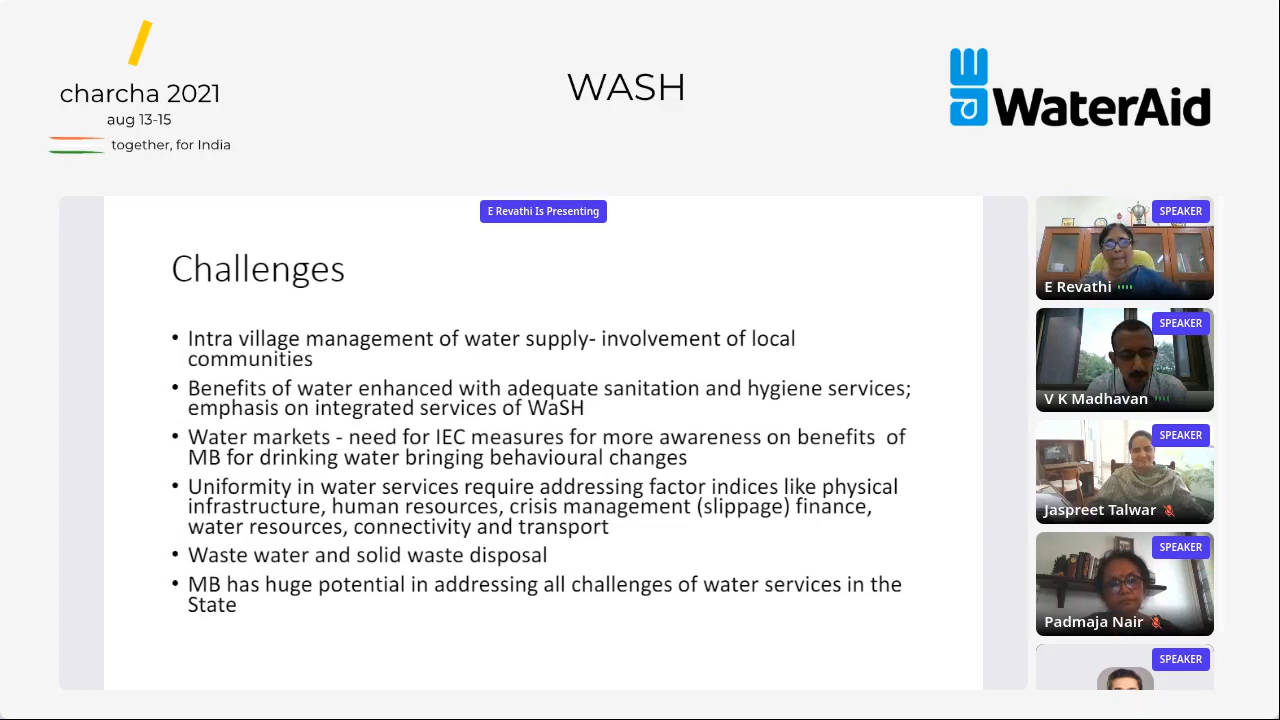 charcha 2021
aug 13-15
together, for India
WASH
WaterAid
E Revathi Is Presenting
Challenges
• Intra village management of water supply- involvement of local
communities
• Benefits of water enhanced with adequate sanitation and hygiene services;
emphasis on integrated services of WaSH
• Water markets - need for IEC measures for more awareness on benefits of
MB for drinking water bringing behavioural changes
• Uniformity in water services require addressing factor indices like physical
infrastructure, human resources, crisis management (slippage) finance,
water resources, connectivity and transport
• Waste water and solid waste disposal
• MB has huge potential in addressing all challenges of water services in the
State
SPEAKER
E Revathi
SPEAKER
V K Madhavan
SPEAKER
Jaspreet Talwar
SPEAKER
Padmaja Nair
SPEAKER